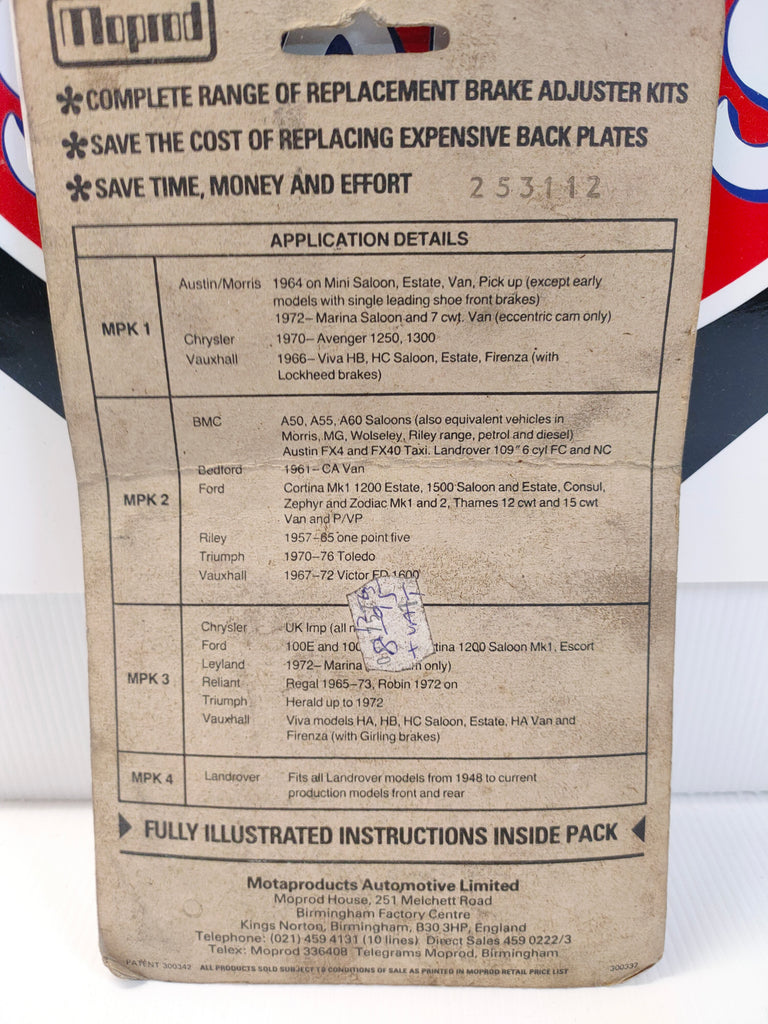 Moprod
*COMPLETE RANGE OF REPLACEMENT BRAKE ADJUSTER KITS
*SAVE THE COST OF REPLACING EXPENSIVE BACK PLATES
*SAVE TIME, MONEY AND EFFORT
253112
APPLICATION DETAILS
MPK 1
Austin/Morris 1964 on Mini Saloon, Estate, Van, Pick up (except early
models with single leading shoe front brakes)
1972– Marina Saloon and 7 cwt. Van (eccentric cam only)
Chrysler 1970– Avenger 1250, 1300
Vauxhall 1966– Viva HB, HC Saloon, Estate, Firenza (with
Lockheed brakes)
MPK 2
BMC A50, A55, A60 Saloons (also equivalent vehicles in
Morris, MG, Wolseley, Riley range, petrol and diesel)
Austin FX4 and FX40 Taxi. Landrover 109" 6 cyl FC and NC
Bedford 1961– CA Van
Ford Cortina Mk1 1200 Estate, 1500 Saloon and Estate, Consul,
Zephyr and Zodiac Mk1 and 2, Thames 12 cwt and 15 cwt
Van and P/VP
Riley 1957–65 one point five
Triumph 1970–76 Toledo
Vauxhall 1967–72 Victor FD 1600
MPK 3
Chrysler UK Imp (all
Ford 100E and tina 1200 Saloon Mk1, Escort
Leyland 1972– Marina only)
Reliant Regal 1965–73, Robin 1972 on
Triumph Herald up to 1972
Vauxhall Viva models HA, HB, HC Saloon, Estate, HA Van and
Firenza (with Girling brakes)
+ VAT
MPK 4
Landrover Fits all Landrover models from 1948 to current
production models front and rear
FULLY ILLUSTRATED INSTRUCTIONS INSIDE PACK
Motaproducts Automotive Limited
Moprod House, 251 Melchett Road
Birmingham Factory Centre
Kings Norton, Birmingham, B30 3HP, England
Telephone: (021) 459 4131 (10 lines) Direct Sales 459 0222/3
Telex: Moprod 336408 Telegrams Moprod, Birmingham
PATENT 300342 ALL PRODUCTS SOLD SUBJECT TO CONDITIONS OF SALE AS PRINTED IN MOPROD RETAIL PRICE LIST 300337